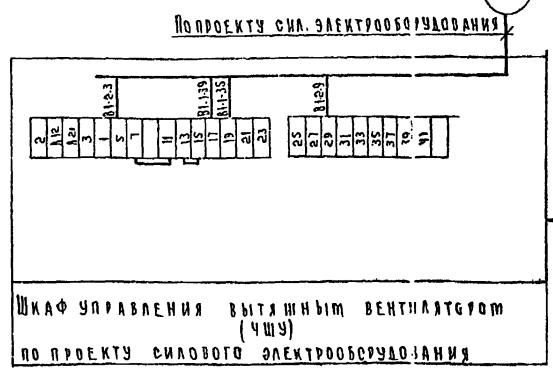 ПО ПРОЕКТУ СИЛ. ЭЛЕКТРООБОРУДОВАНИЯ
В1-2-3 В1-1-39 В1-1-35 В1-2-9
2 А12 А21 3 1 5 7 11 13 15 17 19 21 23 25 27 29 31 33 35 37 39 41
ШКАФ УПРАВЛЕНИЯ ВЫТЯЖНЫМ ВЕНТИЛЯТОРОМ
(ЧШУ)
ПО ПРОЕКТУ СИЛОВОГО ЭЛЕКТРООБОРУДОВАНИЯ